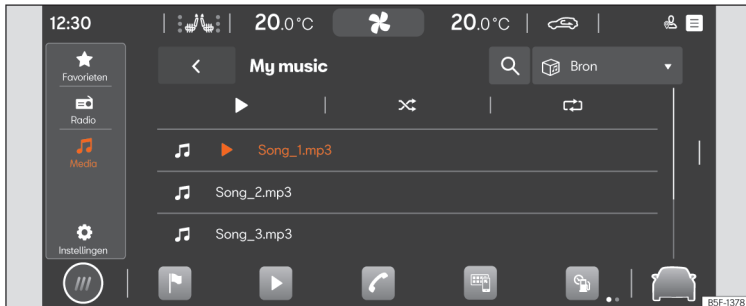 12:30
20.0°C
20.0°C
Favorieten
My music
Bron
Radio
Media
Song_1.mp3
Song_2.mp3
Song_3.mp3
Instellingen
B5F-1378